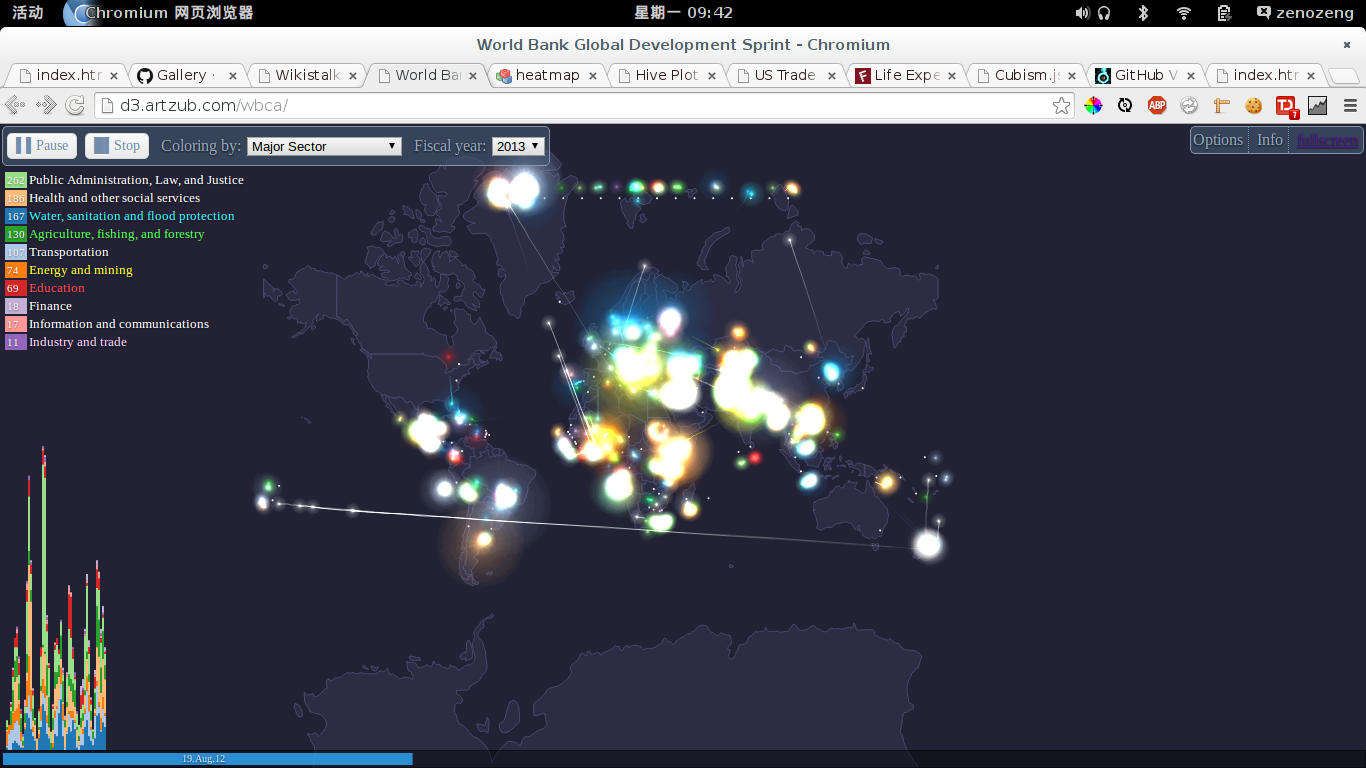 活动 Chromium 网页浏览器 星期一 09:42 zenozeng
World Bank Global Development Sprint - Chromium
index.htr Gallery · Wikistalk World Ba heatmap Hive Plot US Trade Life Expe Cubism.js GitHub V index.htr
d3.artzub.com/wbca/ ABP 7
Pause Stop Coloring by: Major Sector Fiscal year: 2013 Options Info fullscreen
262 Public Administration, Law, and Justice
186 Health and other social services
167 Water, sanitation and flood protection
130 Agriculture, fishing, and forestry
107 Transportation
74 Energy and mining
69 Education
18 Finance
17 Information and communications
11 Industry and trade
19.Aug.12